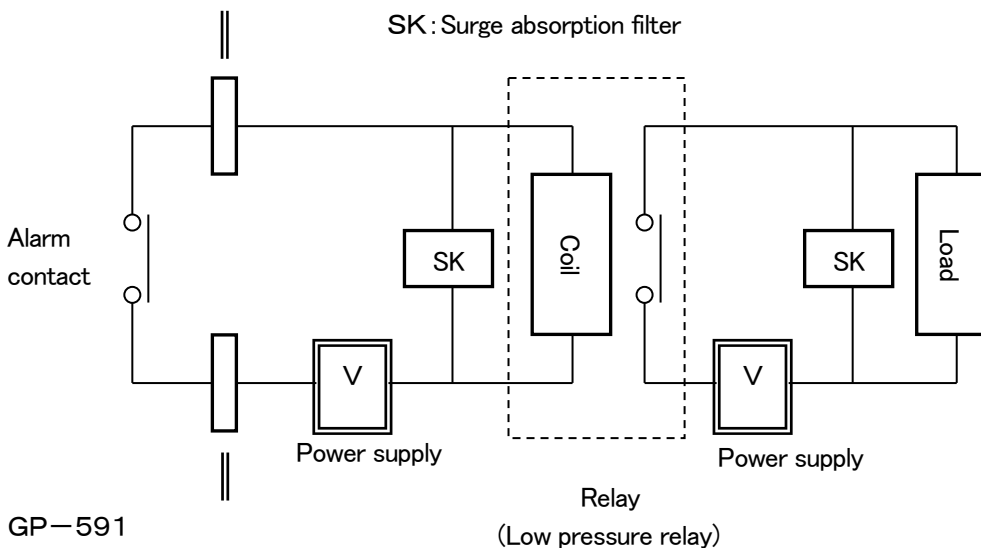 SK:Surge absorption filter
Alarm
contact
SK
Coil
SK
Load
V
V
Power supply
Power supply
Relay
GP－591
(Low pressure relay)